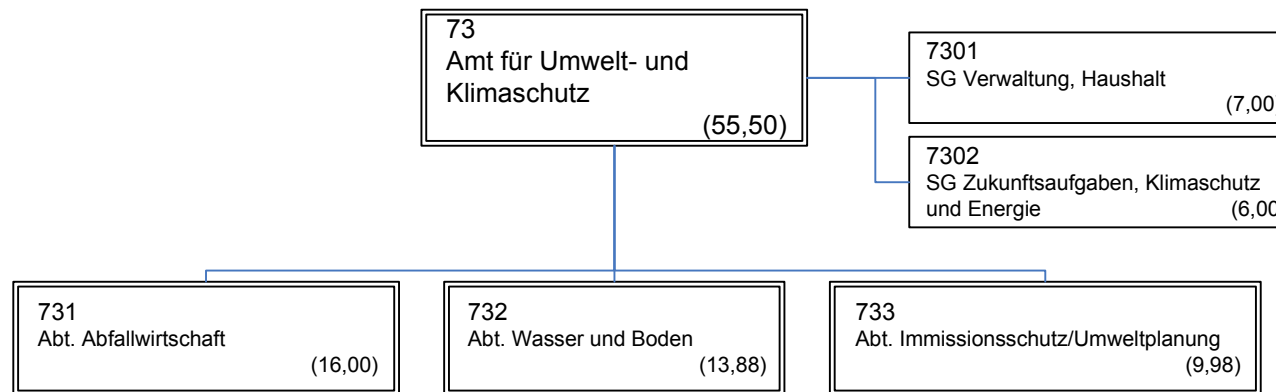 73
Amt für Umwelt- und
Klimaschutz
(55,50)
7301
SG Verwaltung, Haushalt
(7,00)
7302
SG Zukunftsaufgaben, Klimaschutz
und Energie (6,00
731
Abt. Abfallwirtschaft
(16,00)
732
Abt. Wasser und Boden
(13,88)
733
Abt. Immissionsschutz/Umweltplanung
(9,98)